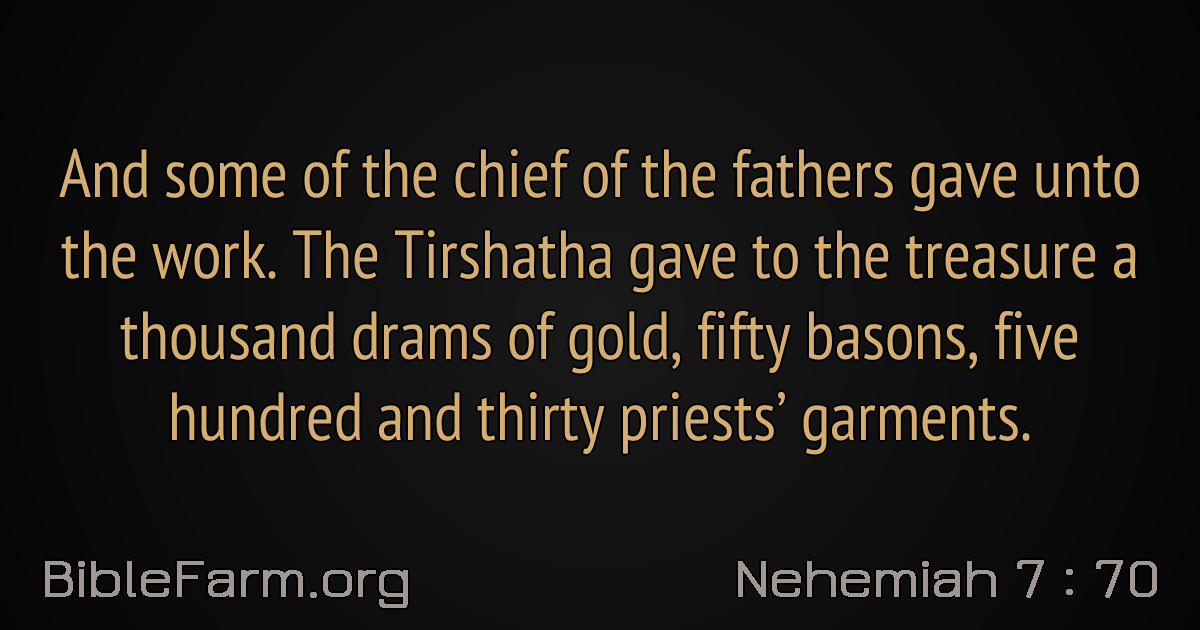 And some of the chief of the fathers gave unto
the work. The Tirshatha gave to the treasure a
thousand drams of gold, fifty basons, five
hundred and thirty priests’ garments.
BibleFarm.org
Nehemiah 7 : 70